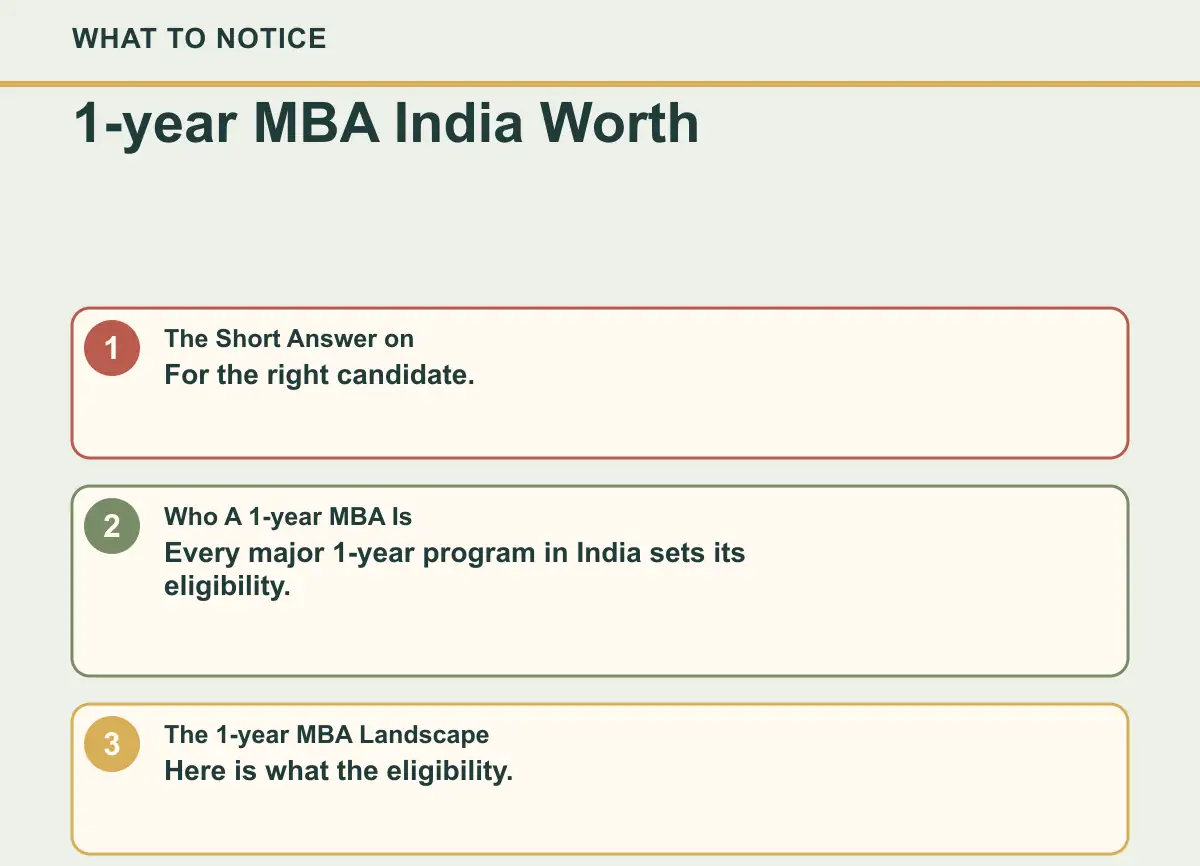 WHAT TO NOTICE
1-year MBA India Worth
1
The Short Answer on
For the right candidate.
2
Who A 1-year MBA Is
Every major 1-year program in India sets its
eligibility.
3
The 1-year MBA Landscape
Here is what the eligibility.